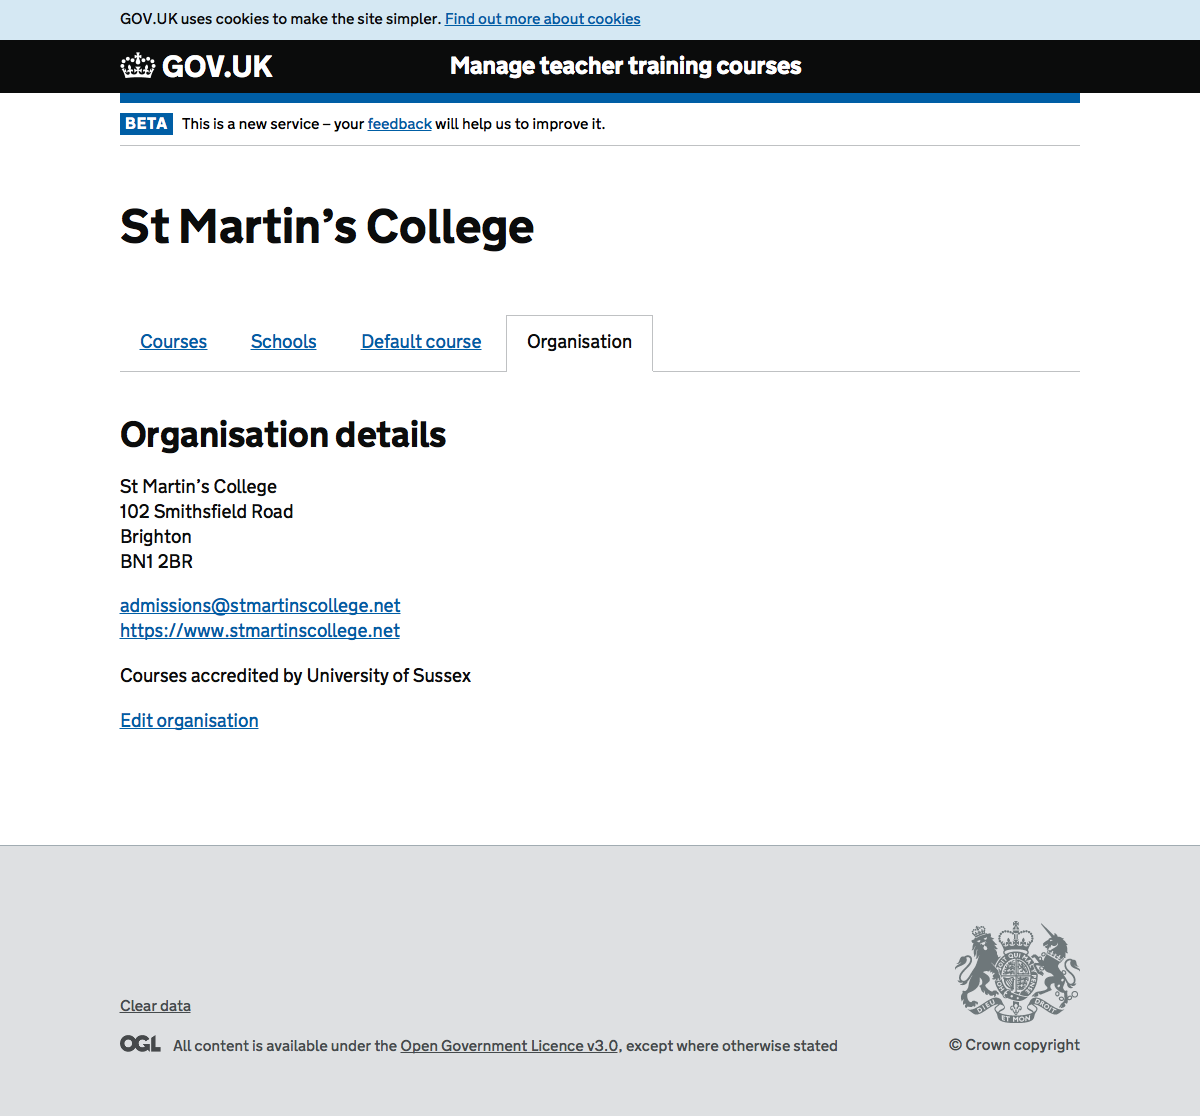 GOV.UK uses cookies to make the site simpler. Find out more about cookies
GOV.UK Manage teacher training courses
BETA This is a new service – your feedback will help us to improve it.
St Martin’s College
Courses Schools Default course Organisation
Organisation details
St Martin’s College
102 Smithsfield Road
Brighton
BN1 2BR
admissions@stmartinscollege.net
https://www.stmartinscollege.net
Courses accredited by University of Sussex
Edit organisation
Clear data
DIEU ET MON DROIT
OGL All content is available under the Open Government Licence v3.0, except where otherwise stated
© Crown copyright